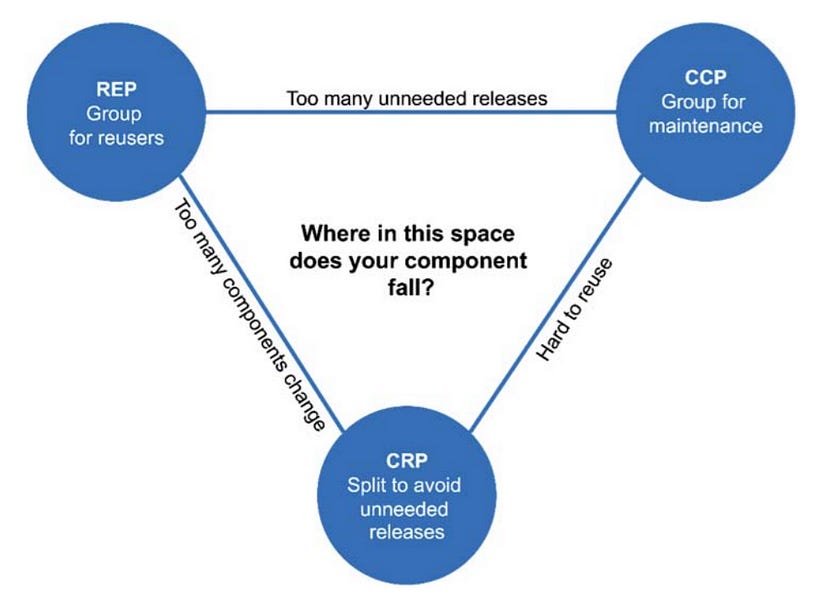 REP
Group
for reusers
Too many unneeded releases
CCP
Group for
maintenance
Too many components change
Where in this space
does your component
fall?
Hard to reuse
CRP
Split to avoid
unneeded
releases